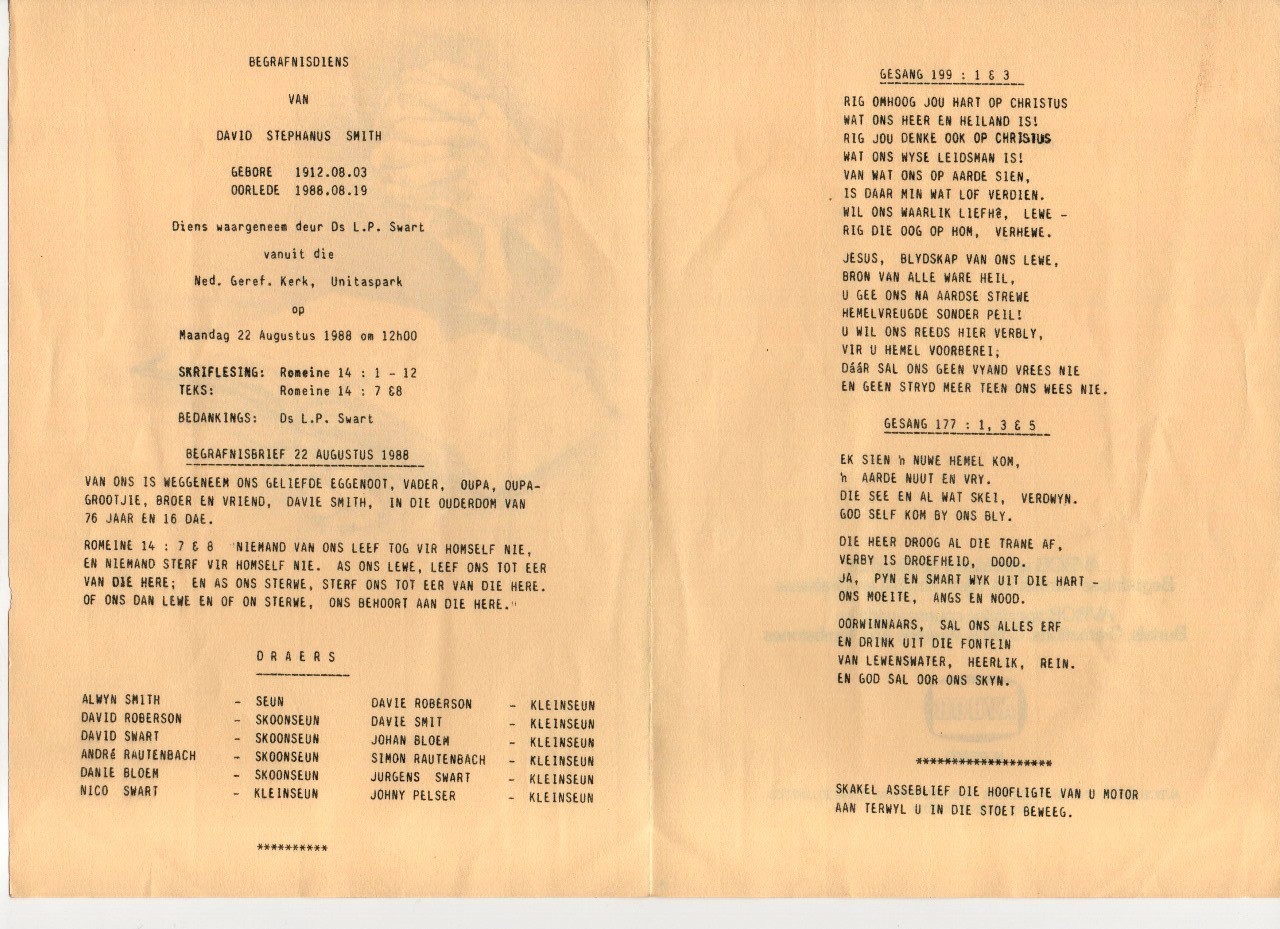 BEGRAFNISDIENS
VAN
DAVID STEPHANUS SMITH
GEBORE 1912.08.03
OORLEDE 1988.08.19
Diens waargeneem deur Ds L.P. Swart
vanuit die
Ned. Geref. Kerk, Unitaspark
op
Maandag 22 Augustus 1988 om 12h00
SKRIFLESING: Romeine 14 : 1 - 12
TEKS: Romeine 14 : 7 &8
BEDANKINGS: Ds L.P. Swart
BEGRAFNISBRIEF 22 AUGUSTUS 1988
VAN ONS IS WEGGENEEM ONS GELIEFDE EGGENOOT, VADER, OUPA, OUPA-
GROOTJIE, BROER EN VRIEND, DAVIE SMITH, IN DIE OUDERDOM VAN
76 JAAR EN 16 DAE.
ROMEINE 14 : 7 & 8 "NIEMAND VAN ONS LEEF TOG VIR HOMSELF NIE,
EN NIEMAND STERF VIR HOMSELF NIE. AS ONS LEWE, LEEF ONS TOT EER
VAN DIE HERE; EN AS ONS STERWE, STERF ONS TOT EER VAN DIE HERE.
OF ONS DAN LEWE EN OF ON STERWE, ONS BEHOORT AAN DIE HERE."
D R A E R S
ALWYN SMITH - SEUN DAVIE ROBERSON - KLEINSEUN
DAVID ROBERSON - SKOONSEUN DAVIE SMIT - KLEINSEUN
DAVID SWART - SKOONSEUN JOHAN BLOEM - KLEINSEUN
ANDRé RAUTENBACH - SKOONSEUN SIMON RAUTENBACH - KLEINSEUN
DANIE BLOEM - SKOONSEUN JURGENS SWART - KLEINSEUN
NICO SWART - KLEINSEUN JOHNY PELSER - KLEINSEUN
**********
GESANG 199 : 1 & 3
RIG OMHOOG JOU HART OP CHRISTUS
WAT ONS HEER EN HEILAND IS!
RIG JOU DENKE OOK OP CHRISTUS
WAT ONS WYSE LEIDSMAN IS!
VAN WAT ONS OP AARDE SIEN,
IS DAAR MIN WAT LOF VERDIEN.
WIL ONS WAARLIK LIEFHê, LEWE -
RIG DIE OOG OP HOM, VERHEWE.
JESUS, BLYDSKAP VAN ONS LEWE,
BRON VAN ALLE WARE HEIL,
U GEE ONS NA AARDSE STREWE
HEMELVREUGDE SONDER PEIL!
U WIL ONS REEDS HIER VERBLY,
VIR U HEMEL VOORBEREI;
DááR SAL ONS GEEN VYAND VREES NIE
EN GEEN STRYD MEER TEEN ONS WEES NIE.
GESANG 177 : 1, 3 & 5
EK SIEN 'n NUWE HEMEL KOM,
'n AARDE NUUT EN VRY.
DIE SEE EN AL WAT SKEI, VERDWYN.
GOD SELF KOM BY ONS BLY.
DIE HEER DROOG AL DIE TRANE AF,
VERBY IS DROEFHEID, DOOD.
JA, PYN EN SMART WYK UIT DIE HART -
ONS MOEITE, ANGS EN NOOD.
OORWINNAARS, SAL ONS ALLES ERF
EN DRINK UIT DIE FONTEIN
VAN LEWENSWATER, HEERLIK, REIN.
EN GOD SAL OOR ONS SKYN.
*******************
SKAKEL ASSEBLIEF DIE HOOFLIGTE VAN U MOTOR
AAN TERWYL U IN DIE STOET BEWEEG.